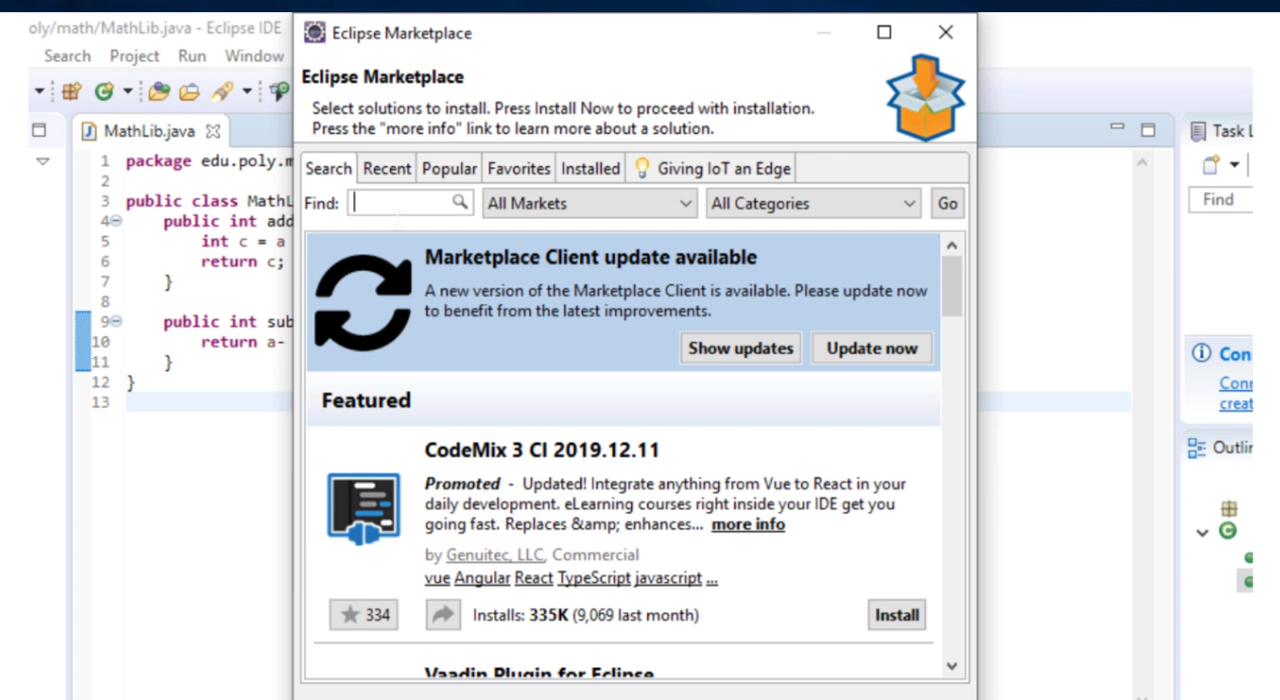 oly/math/MathLib.java - Eclipse IDE
Search Project Run Window
MathLib.java
1 package edu.poly.m
2
3 public class MathL
4 public int add
5 int c = a
6 return c;
7 }
8
9 public int sub
10 return a-
11 }
12 }
13
Eclipse Marketplace
Eclipse Marketplace
Select solutions to install. Press Install Now to proceed with installation.
Press the "more info" link to learn more about a solution.
Search Recent Popular Favorites Installed Giving IoT an Edge
Find: All Markets All Categories Go
Marketplace Client update available
A new version of the Marketplace Client is available. Please update now
to benefit from the latest improvements.
Show updates Update now
Featured
CodeMix 3 CI 2019.12.11
Promoted - Updated! Integrate anything from Vue to React in your
daily development. eLearning courses right inside your IDE get you
going fast. Replaces &amp; enhances... more info
by Genuitec, LLC, Commercial
vue Angular React TypeScript javascript ...
334 Installs: 335K (9,069 last month) Install
Vaadin Plugin for Eclipse
Task L
Find
Con
Conn
creat
Outlin